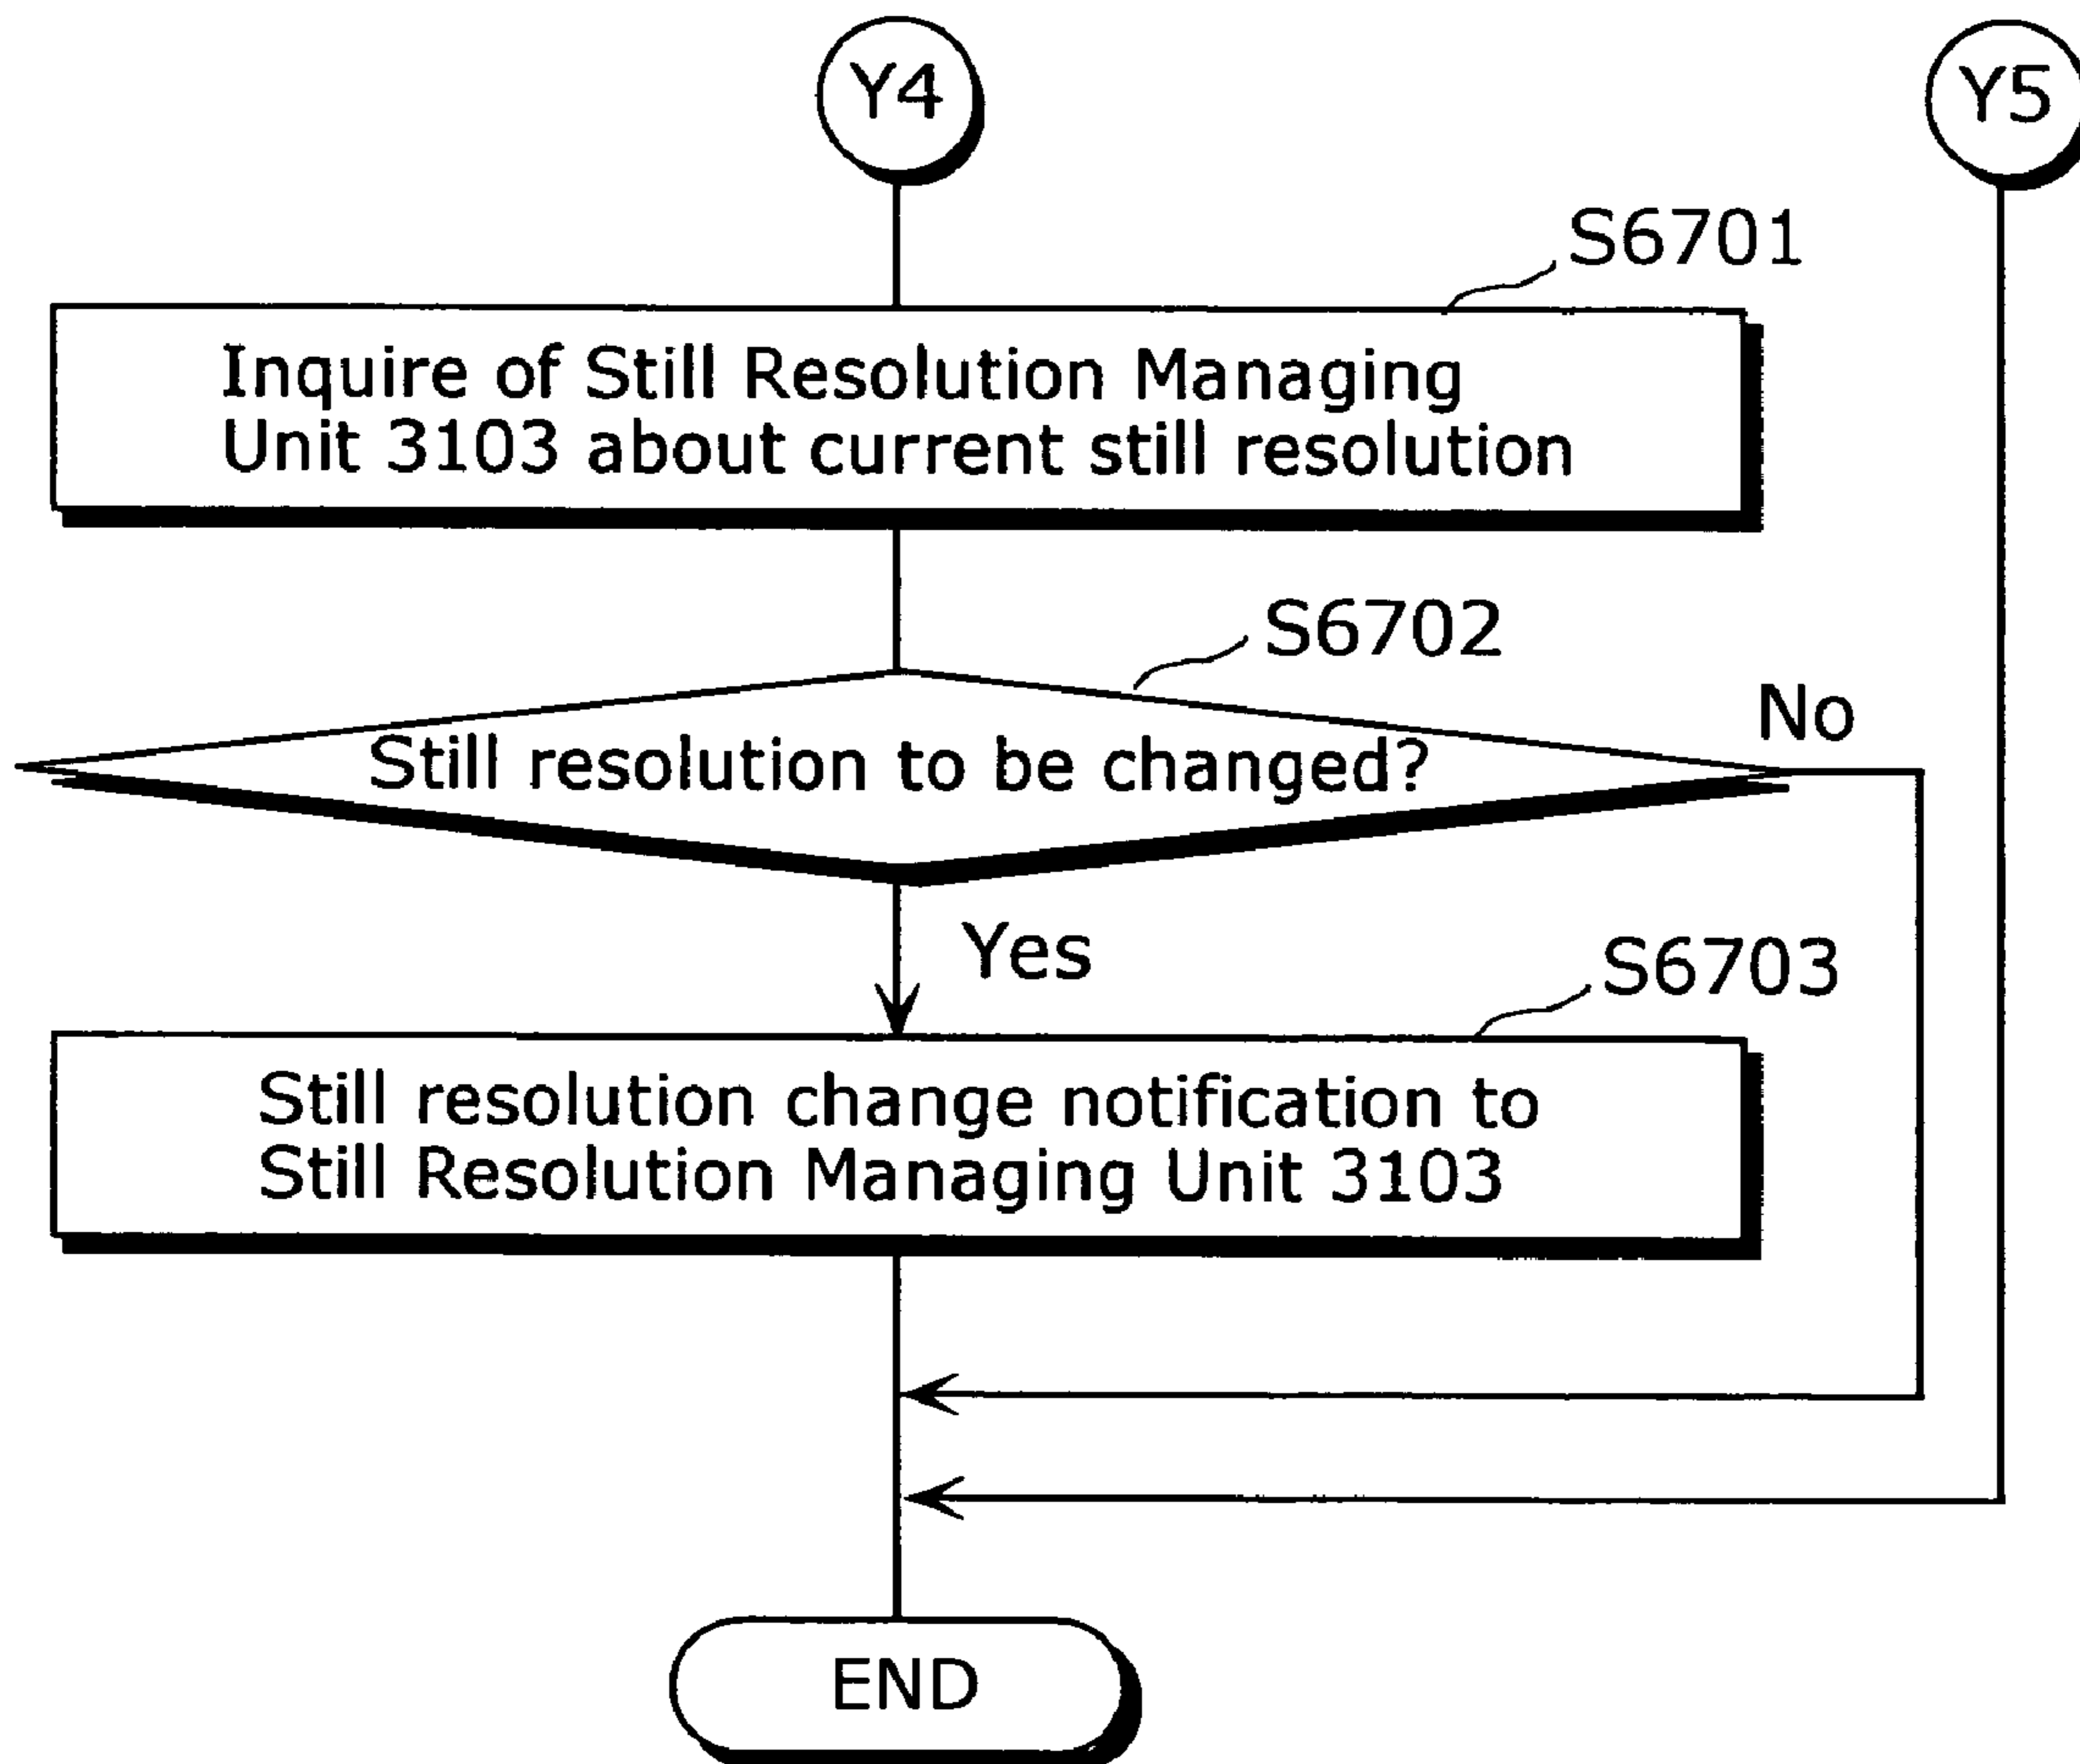 Y4
Y5
S6701
Inquire of Still Resolution Managing
Unit 3103 about current still resolution
S6702
No
Still resolution to be changed?
Yes
S6703
Still resolution change notification to
Still Resolution Managing Unit 3103
END